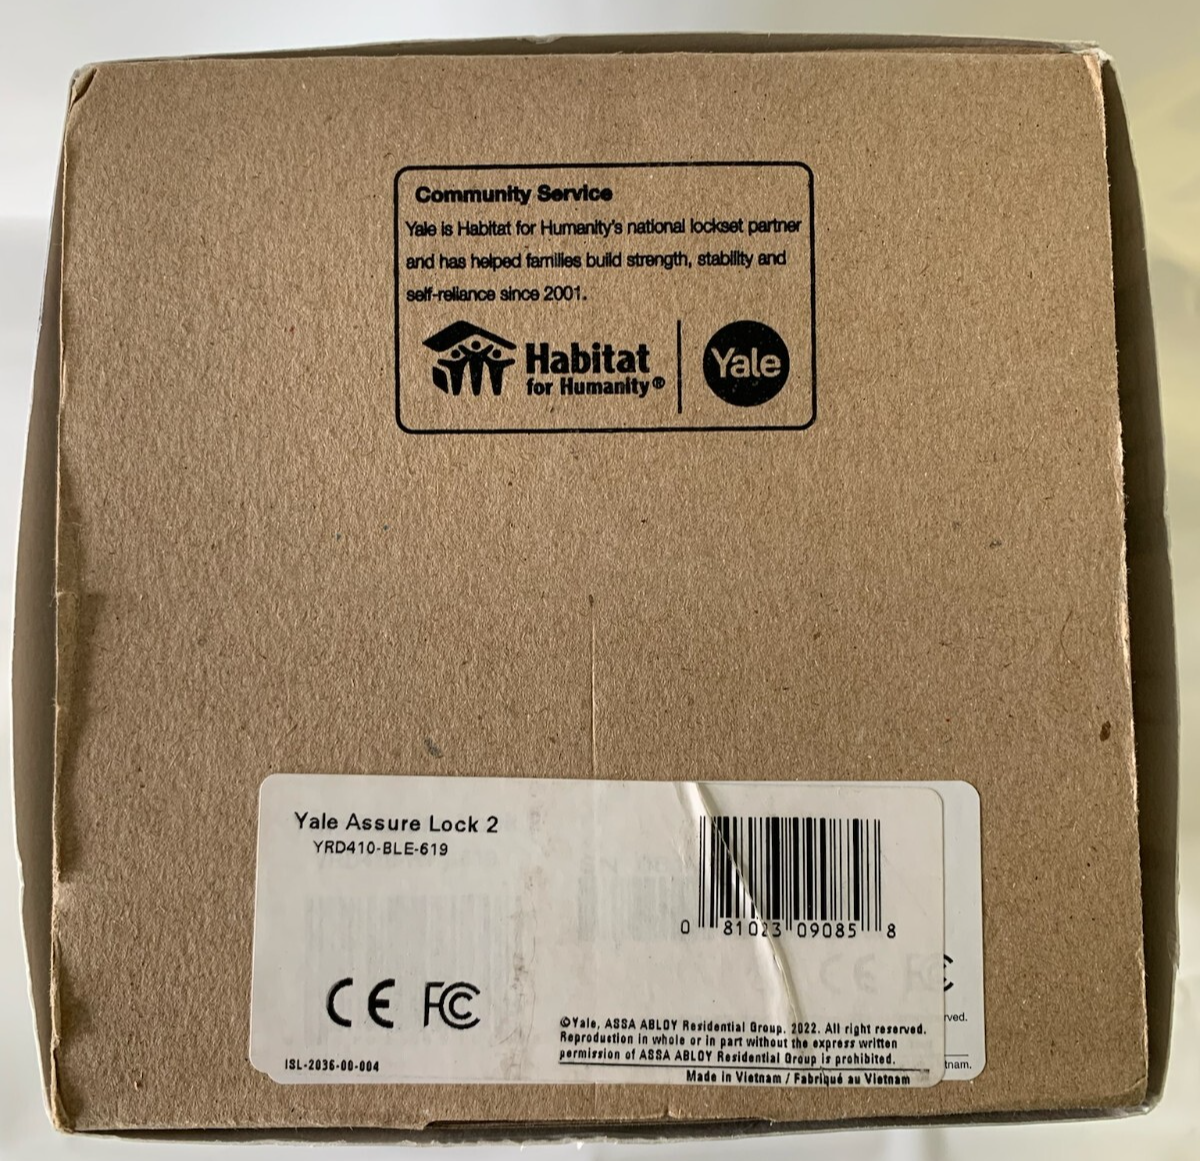 Community Service
Yale is Habitat for Humanity's national lockset partner
and has helped families build strength, stability and
self-reliance since 2001.
Habitat
for Humanity®
Yale
Yale Assure Lock 2
YRD410-BLE-619
0 81023 09085 8
CE FC
©Yale, ASSA ABLOY Residential Group. 2022. All right reserved.
Reproduction in whole or in part without the express written
permission of ASSA ABLOY Residential Group is prohibited.
ISL-2036-00-004
Made in Vietnam / Fabriqué au Vietnam
rved.
tnam.